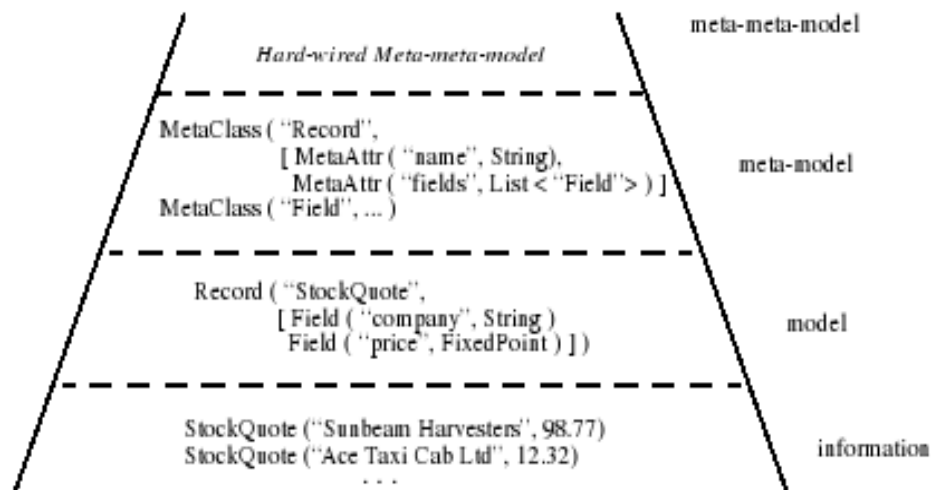 meta-meta-model
Hard-wired Meta-meta-model
MetaClass ( “Record”,
[ MetaAttr ( “name”, String),
MetaAttr ( “fields”, List < “Field”> ) ]
MetaClass ( “Field”, ... )
meta-model
Record ( “StockQuote”,
[ Field ( “company”, String )
Field ( “price”, FixedPoint ) ] )
model
StockQuote (“Sunbeam Harvesters”, 98.77)
StockQuote (“Ace Taxi Cab Ltd”, 12.32)
. . .
information